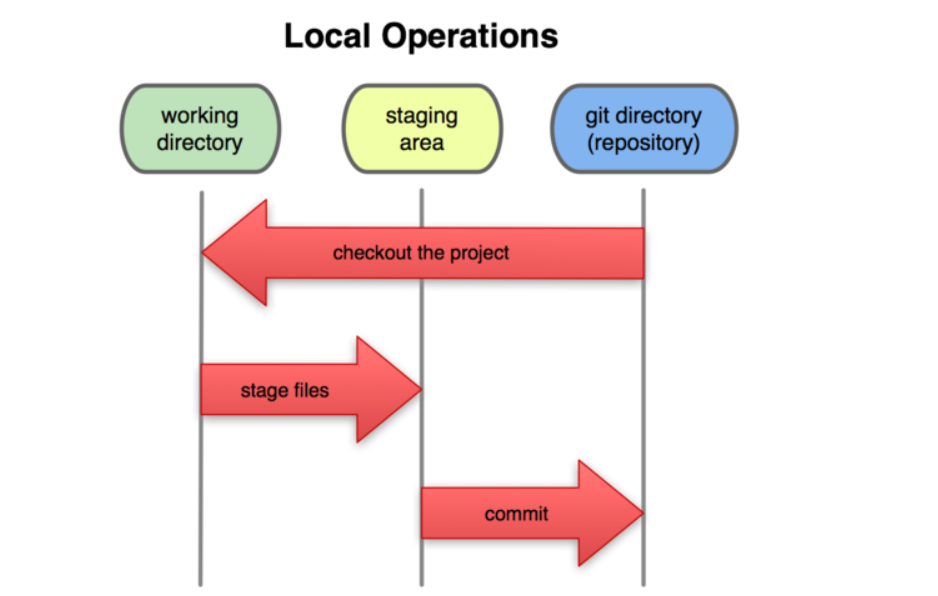 Local Operations
working
directory
staging
area
git directory
(repository)
checkout the project
stage files
commit